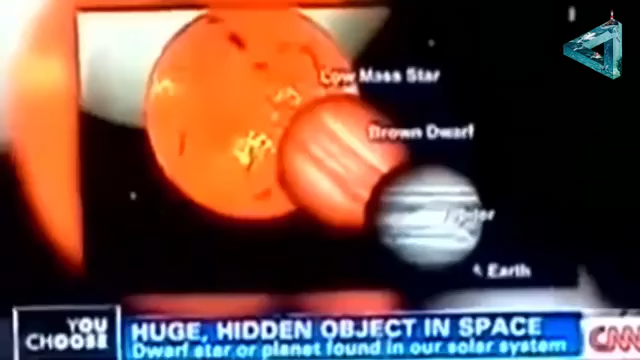 Low Mass Star
Brown Dwarf
Jupiter
Earth
YOU
CHOOSE
HUGE, HIDDEN OBJECT IN SPACE
Dwarf star or planet found in our solar system
CNN